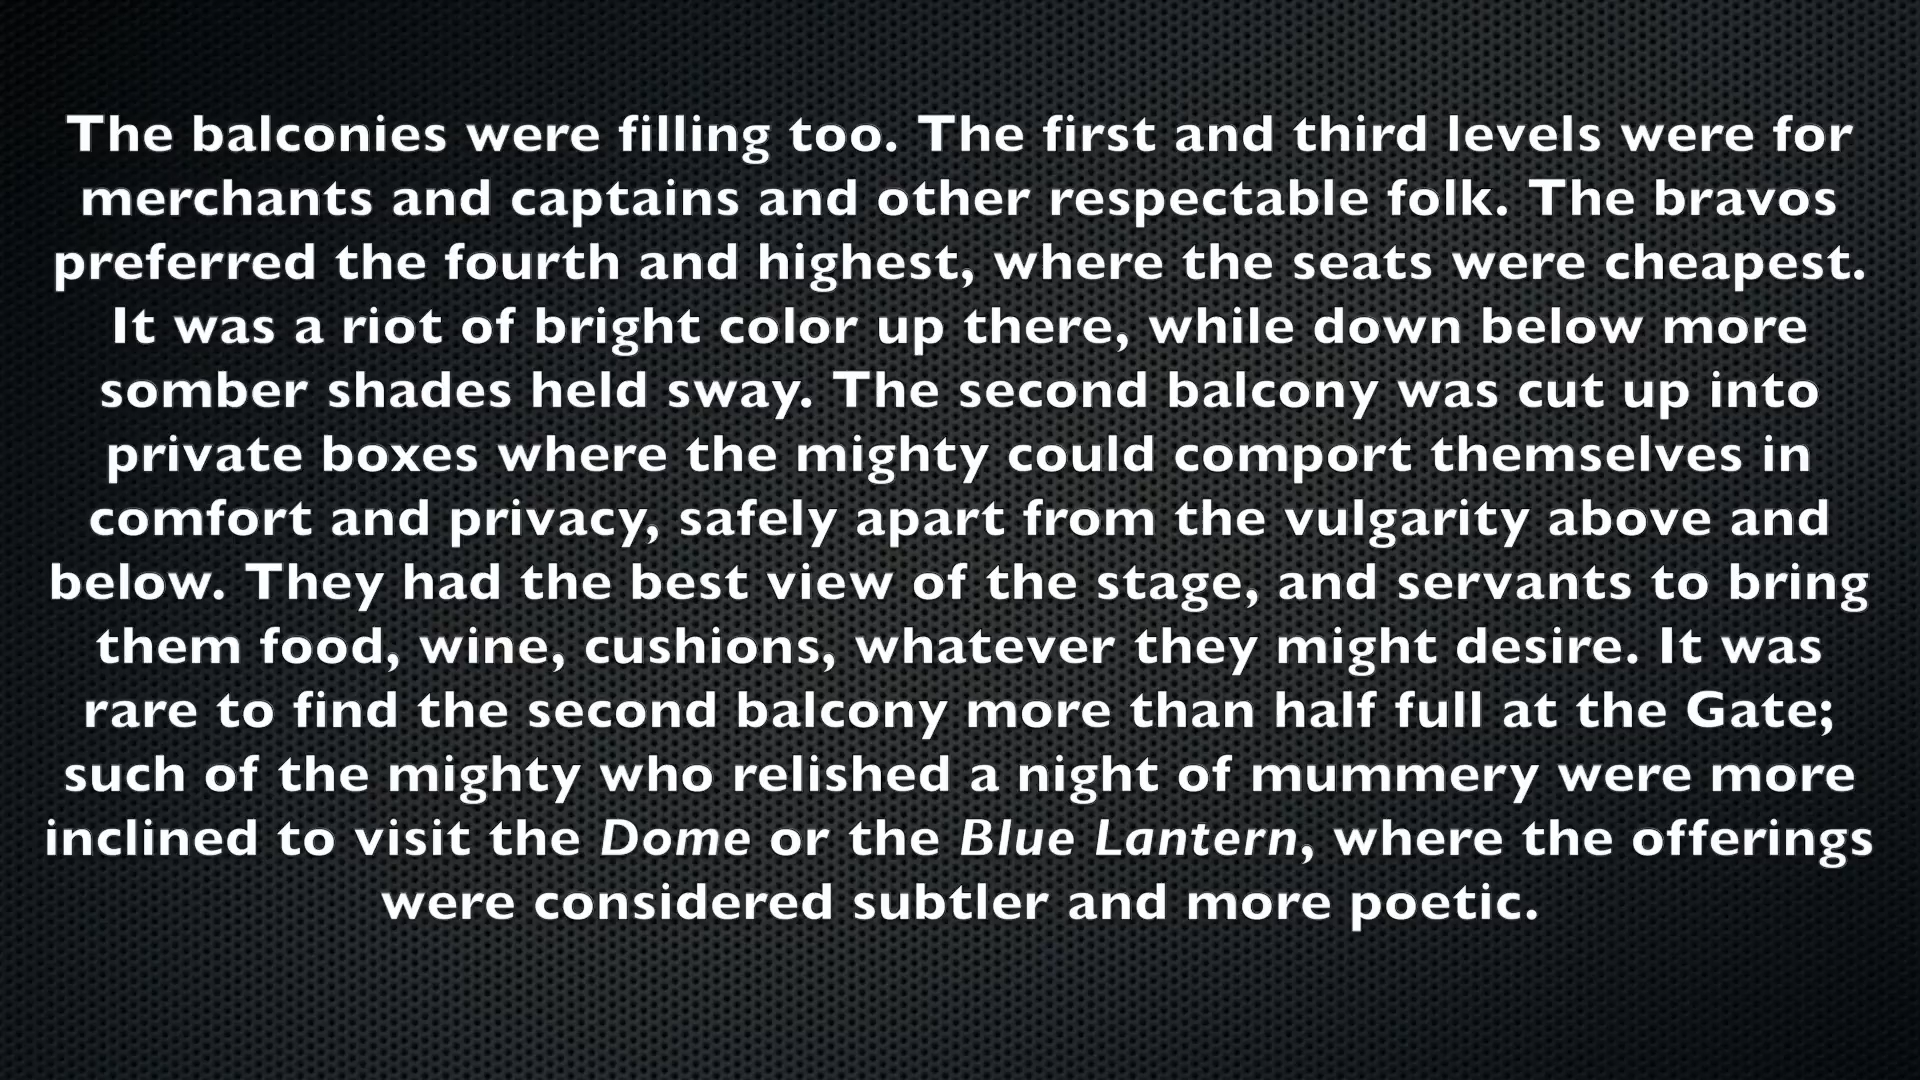 The balconies were filling too. The first and third levels were for
merchants and captains and other respectable folk. The bravos
preferred the fourth and highest, where the seats were cheapest.
It was a riot of bright color up there, while down below more
somber shades held sway. The second balcony was cut up into
private boxes where the mighty could comport themselves in
comfort and privacy, safely apart from the vulgarity above and
below. They had the best view of the stage, and servants to bring
them food, wine, cushions, whatever they might desire. It was
rare to find the second balcony more than half full at the Gate;
such of the mighty who relished a night of mummery were more
inclined to visit the Dome or the Blue Lantern, where the offerings
were considered subtler and more poetic.